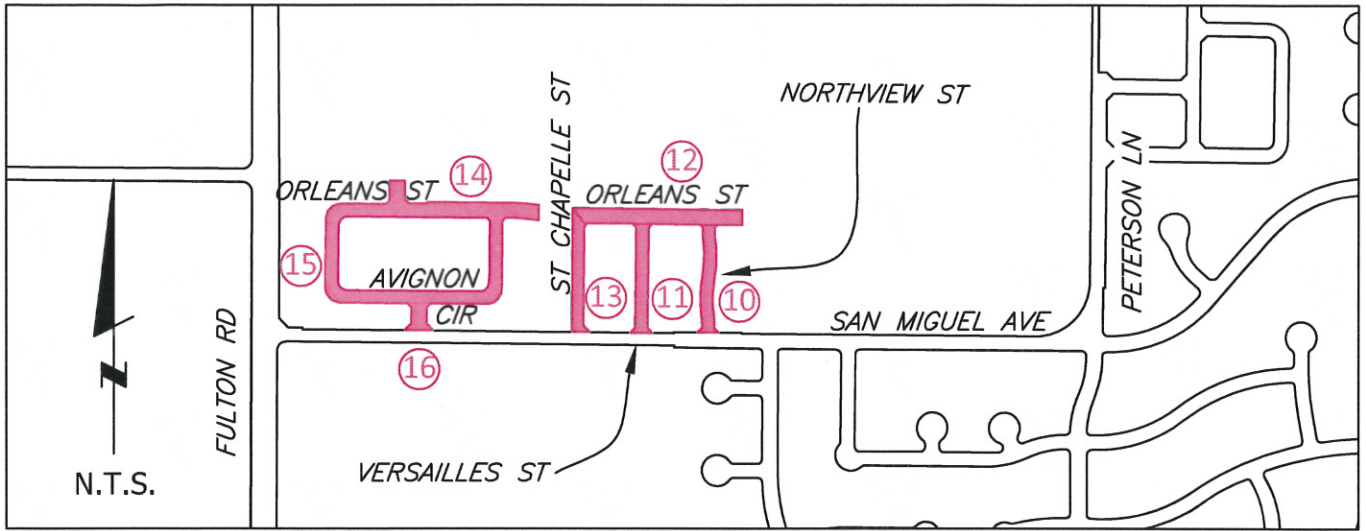 NORTHVIEW ST
ST CHAPELLE ST
12
14
ORLEANS ST
ORLEANS ST
PETERSON LN
15
AVIGNON
CIR
13
11
10
SAN MIGUEL AVE
16
FULTON RD
VERSAILLES ST
N
N.T.S.